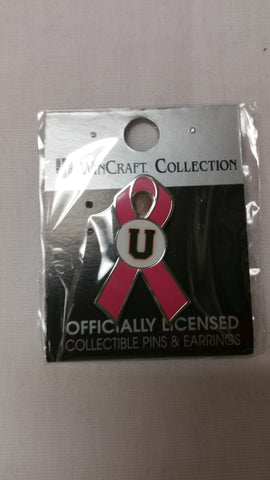 WINCRAFT. COLLECTION
U
OFFICIALLY LICENSED
COLLECTIBLE PINS & EARRINGS